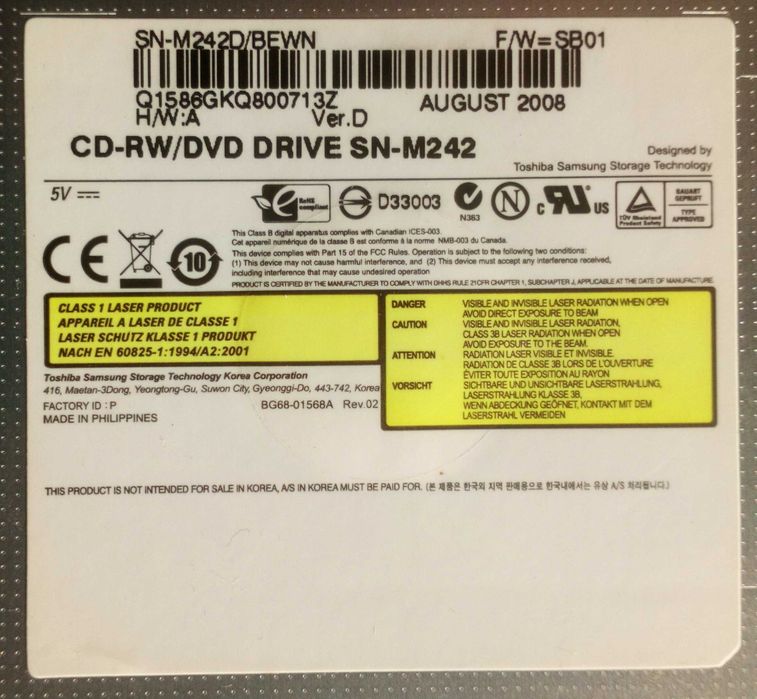 SN-M242D/BEWN F/W=SB01
Q1586GKQ800713Z AUGUST 2008
H/W:A Ver.D
CD-RW/DVD DRIVE SN-M242
Designed by
Toshiba Samsung Storage Technology
5V
RoHS
compliant
D33003
N363
N
c US
TÜV Rheinland
Product Safety
BAUART
GEPRÜFT
TYPE
APPROVED
CE
10
This Class B digital apparatus complies with Canadian ICES-003.
Cet appareil numérique de la classe B est conforme à la norme NMB-003 du Canada.
This device complies with Part 15 of the FCC Rules. Operation is subject to the following two conditions:
(1) This device may not cause harmful interference, and (2) This device must accept any interference received,
including interference that may cause undesired operation
PRODUCT IS CERTIFIED BY THE MANUFACTURER TO COMPLY WITH DHHS RULE 21CFR CHAPTER 1, SUBCHAPTER J, APPLICABLE AT THE DATE OF MANUFACTURE.
CLASS 1 LASER PRODUCT
APPAREIL A LASER DE CLASSE 1
LASER SCHUTZ KLASSE 1 PRODUKT
NACH EN 60825-1:1994/A2:2001
DANGER VISIBLE AND INVISIBLE LASER RADIATION WHEN OPEN
AVOID DIRECT EXPOSURE TO BEAM
CAUTION VISIBLE AND INVISIBLE LASER RADIATION,
CLASS 3B LASER RADIATION WHEN OPEN
AVOID EXPOSURE TO THE BEAM.
ATTENTION RADIATION LASER VISIBLE ET INVISIBLE.
RADIATION DE CLASSE 3B LORS DE L'OUVERTURE
ÉVITER TOUTE EXPOSITION AU RAYON
VORSICHT SICHTBARE UND UNSICHTBARE LASERSTRAHLUNG,
LASERSTRAHLUNG KLASSE 3B,
WENN ABDECKUNG GEÖFFNET, KONTAKT MIT DEM
LASERSTRAHL VERMEIDEN
Toshiba Samsung Storage Technology Korea Corporation
416, Maetan-3Dong, Yeongtong-Gu, Suwon City, Gyeonggi-Do, 443-742, Korea
FACTORY ID : P BG68-01568A Rev.02
MADE IN PHILIPPINES
THIS PRODUCT IS NOT INTENDED FOR SALE IN KOREA, A/S IN KOREA MUST BE PAID FOR. (본 제품은 한국외 지역 판매용으로 한국내에서는 유상 A/S 처리됩니다.)